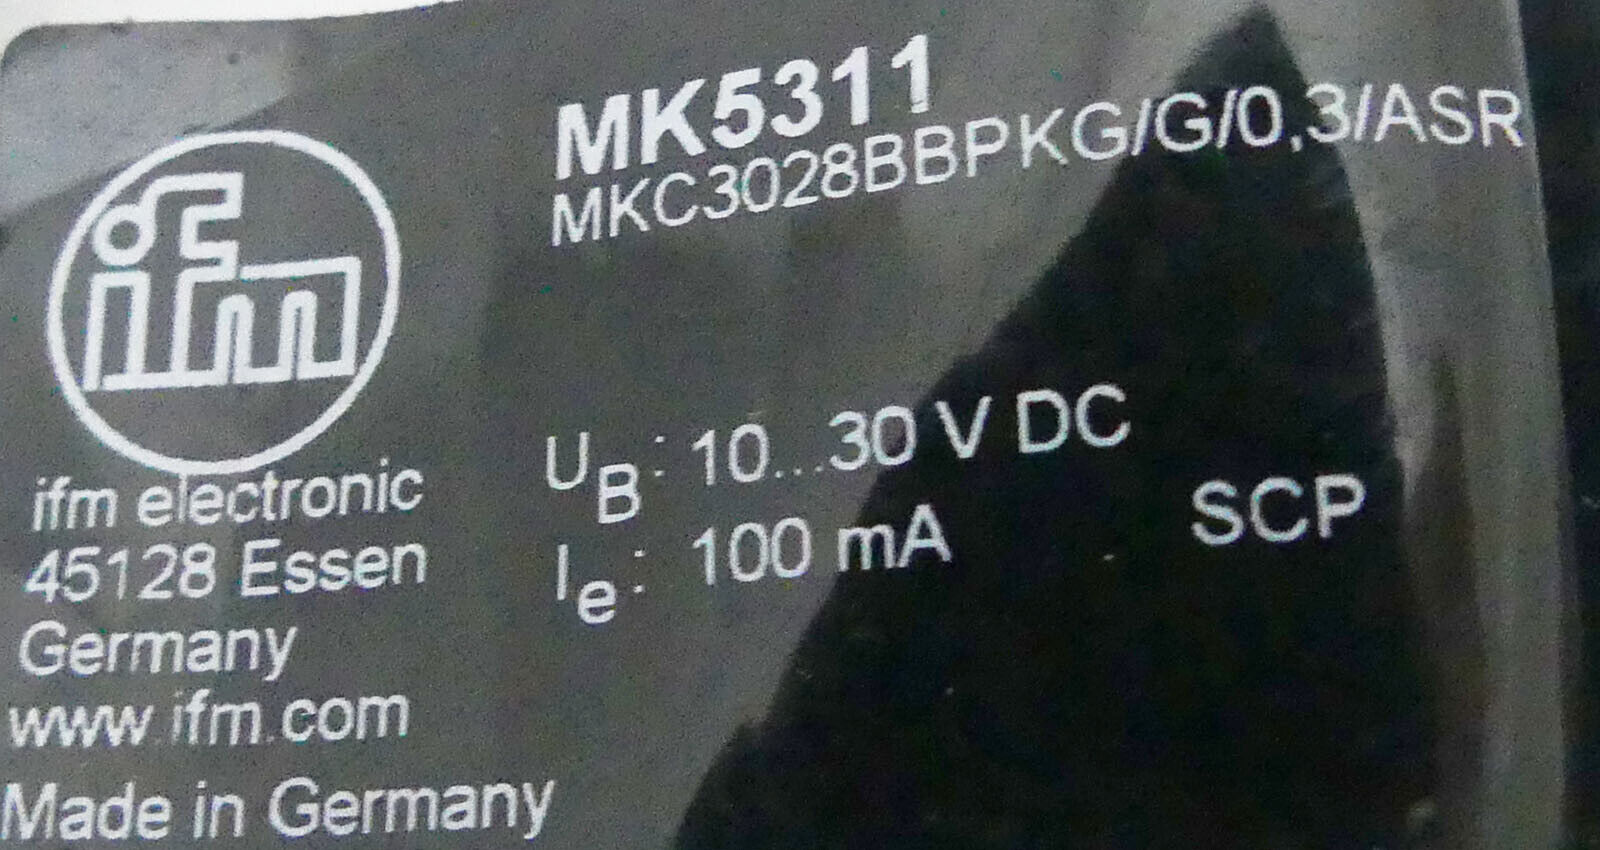 MK5311
MKC3028BBPKG/G/0,3/ASR
ifm
ifm electronic
45128 Essen
Germany
www.ifm.com
Made in Germany
UB: 10...30 V DC
Ie: 100 mA
SCP